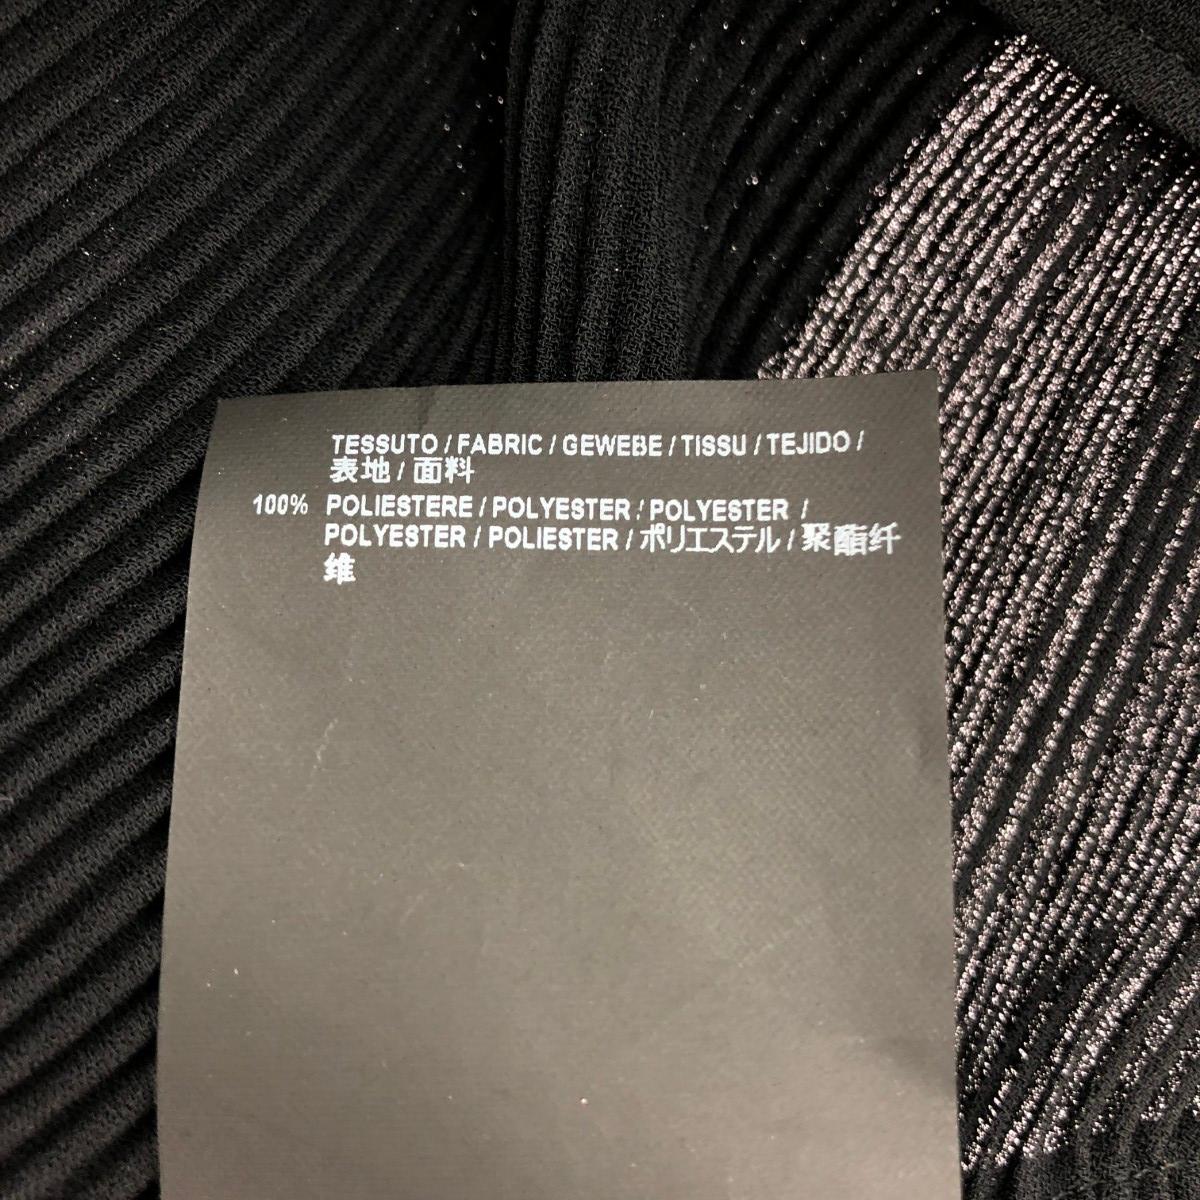 TESSUTO / FABRIC / GEWEBE / TISSU / TEJIDO /
表地 / 面料
100% POLIESTERE / POLYESTER / POLYESTER /
POLYESTER / POLIESTER / ポリエステル / 聚酯纤
维